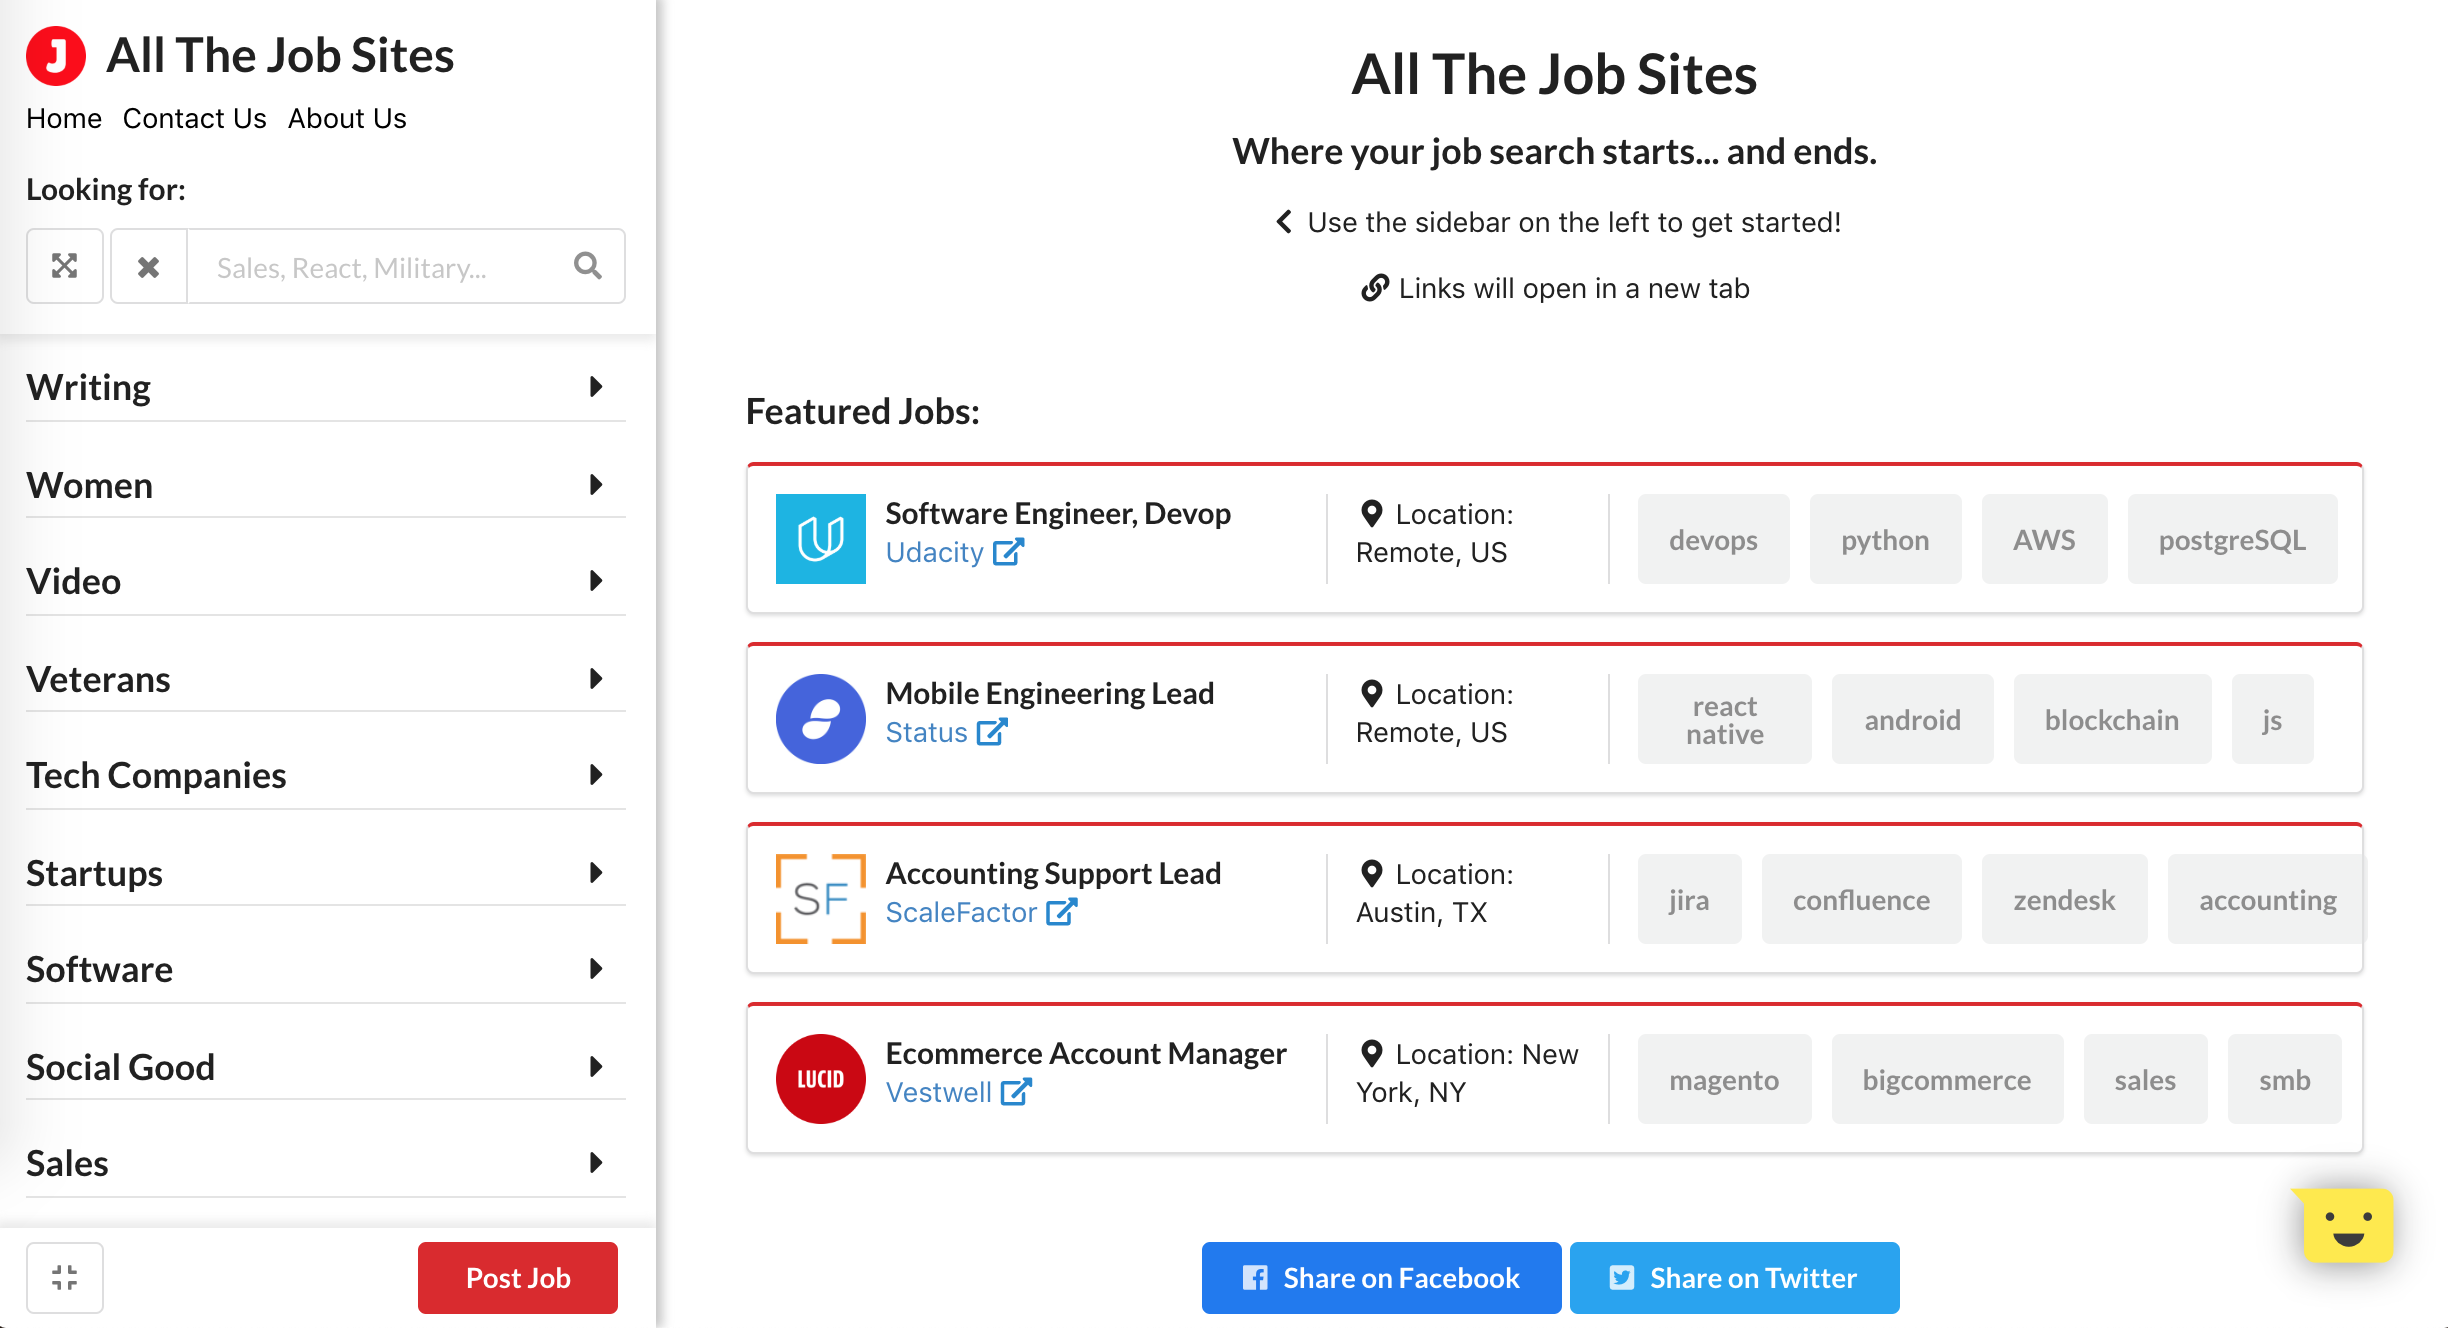 J All The Job Sites
Home Contact Us About Us
Looking for:
Sales, React, Military...
Writing
Women
Video
Veterans
Tech Companies
Startups
Software
Social Good
Sales
Post Job
All The Job Sites
Where your job search starts... and ends.
Use the sidebar on the left to get started!
Links will open in a new tab
Featured Jobs:
Software Engineer, Devop
Udacity
Location:
Remote, US
devops python AWS postgreSQL
Mobile Engineering Lead
Status
Location:
Remote, US
react
native
android blockchain js
SF
Accounting Support Lead
ScaleFactor
Location:
Austin, TX
jira confluence zendesk accounting
LUCID
Ecommerce Account Manager
Vestwell
Location: New
York, NY
magento bigcommerce sales smb
Share on Facebook Share on Twitter